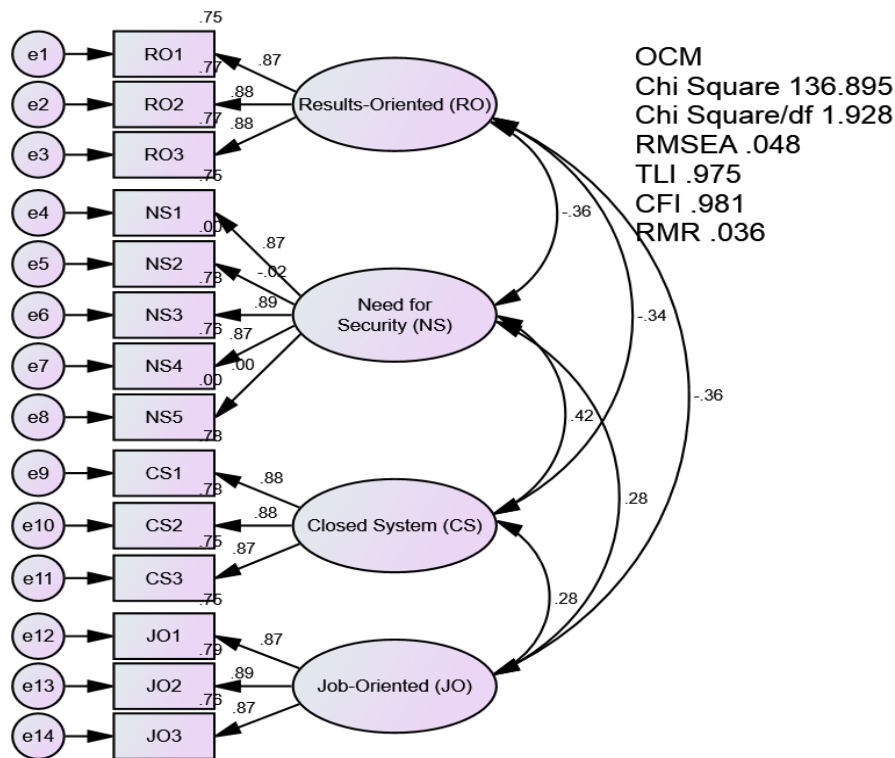 .75
e1
RO1
.87
.77
e2
RO2
.88
.77
e3
RO3
.88
Results-Oriented (RO)
.75
e4
NS1
.87
.00
e5
NS2
-.02
.78
e6
NS3
.89
.76
e7
NS4
.87
.00
e8
NS5
.00
Need for
Security (NS)
.78
e9
CS1
.88
.78
e10
CS2
.88
.75
e11
CS3
.87
Closed System (CS)
.75
e12
JO1
.87
.79
e13
JO2
.89
.76
e14
JO3
.87
Job-Oriented (JO)
-.36
-.34
-.36
.42
.28
.28
OCM
Chi Square 136.895
Chi Square/df 1.928
RMSEA .048
TLI .975
CFI .981
RMR .036